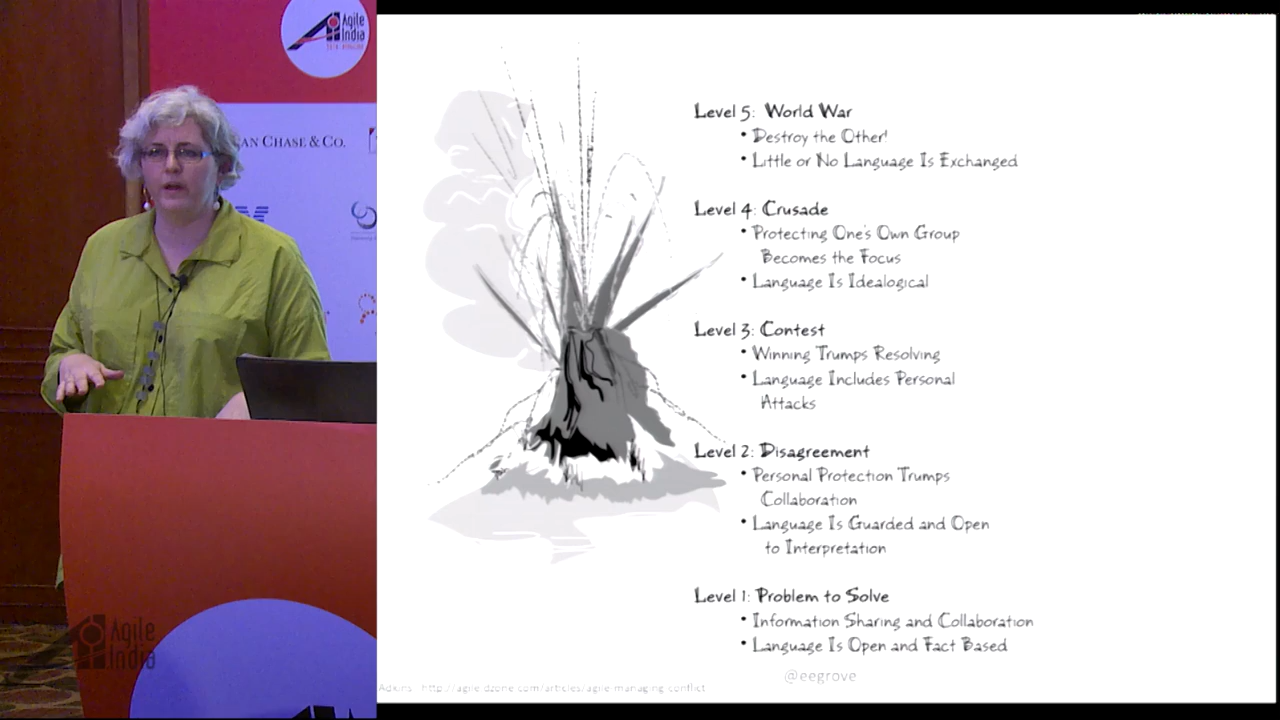 Agile
India
AN CHASE & CO.
Level 5: World War
• Destroy the Other!
• Little or No Language Is Exchanged
Level 4: Crusade
• Protecting One's Own Group
Becomes the Focus
• Language Is Idealogical
Level 3: Contest
• Winning Trumps Resolving
• Language Includes Personal
Attacks
Level 2: Disagreement
• Personal Protection Trumps
Collaboration
• Language Is Guarded and Open
to Interpretation
Level 1: Problem to Solve
• Information Sharing and Collaboration
• Language Is Open and Fact Based
@eegrove
Adkins http://agile.dzone.com/articles/agile-managing-conflict
Agile
India